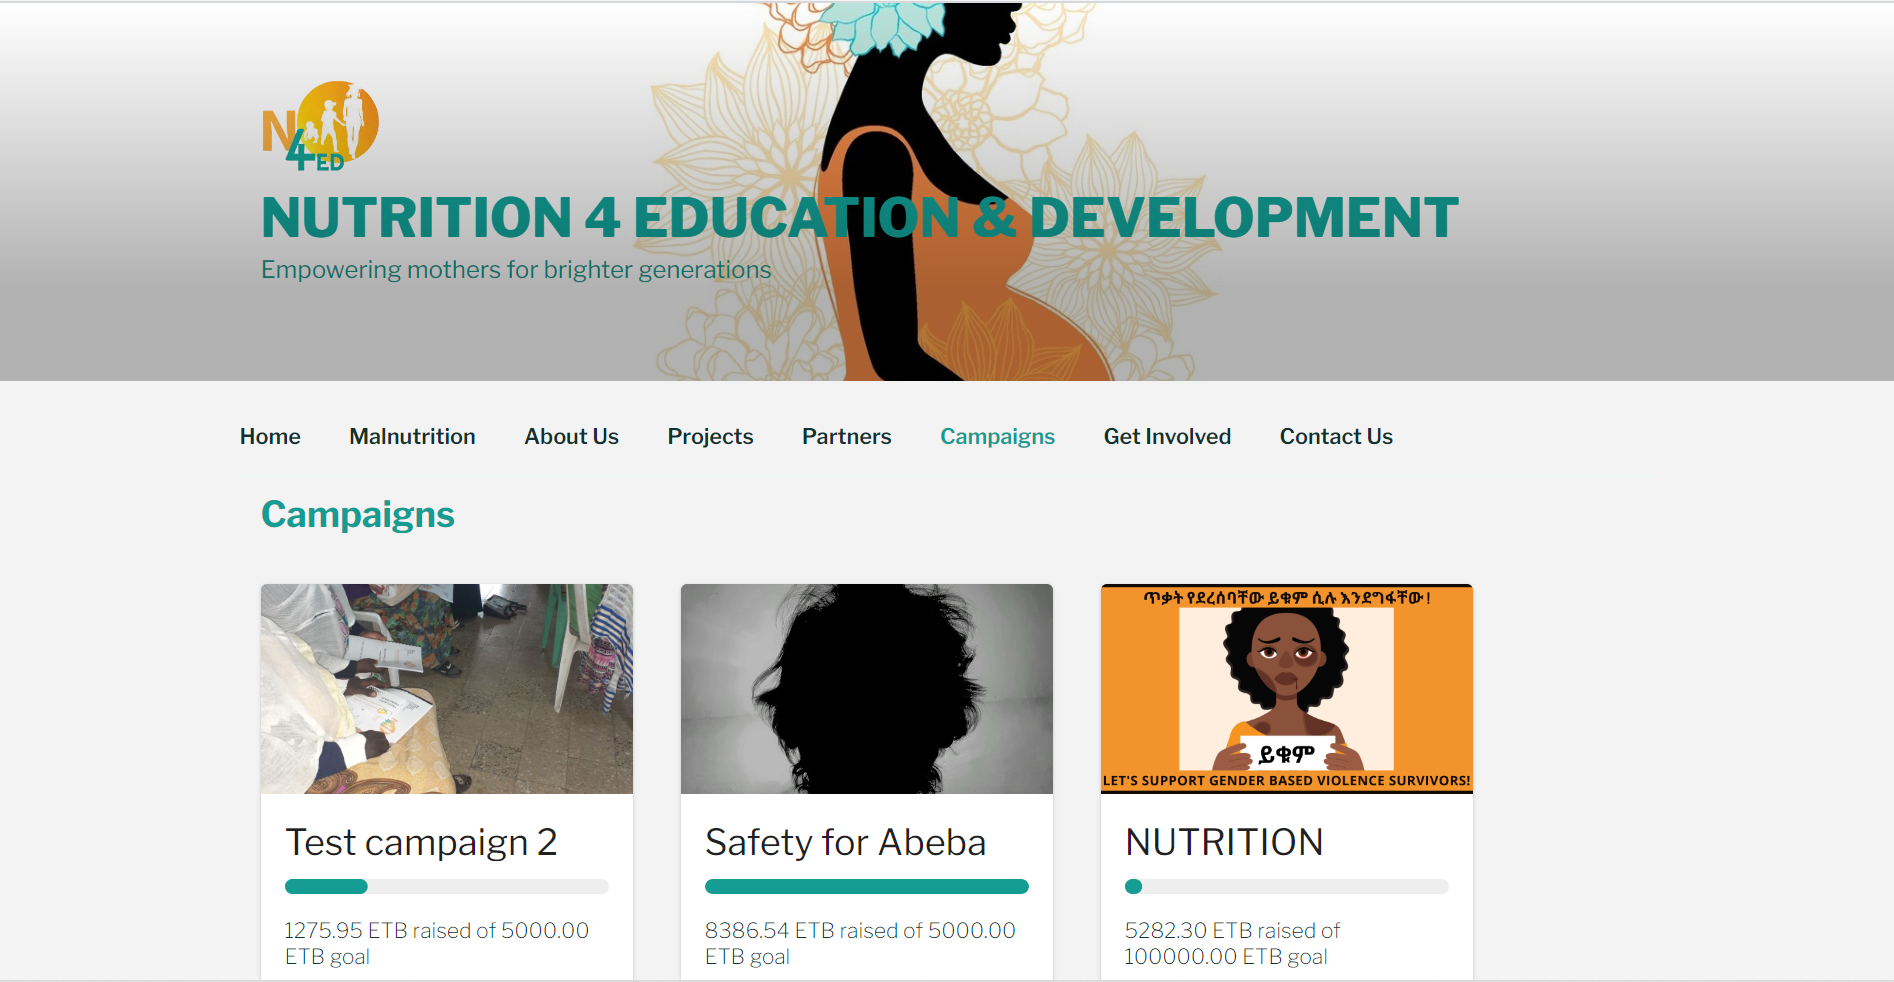 N
4ED
NUTRITION 4 EDUCATION & DEVELOPMENT
Empowering mothers for brighter generations
Home Malnutrition About Us Projects Partners Campaigns Get Involved Contact Us
Campaigns
ጥቃት የደረሰባቸው ይቁም ሲሉ እንደግፋቸው !
ይቁም
LET'S SUPPORT GENDER BASED VIOLENCE SURVIVORS!
Test campaign 2
1275.95 ETB raised of 5000.00
ETB goal
Safety for Abeba
8386.54 ETB raised of 5000.00
ETB goal
NUTRITION
5282.30 ETB raised of
100000.00 ETB goal